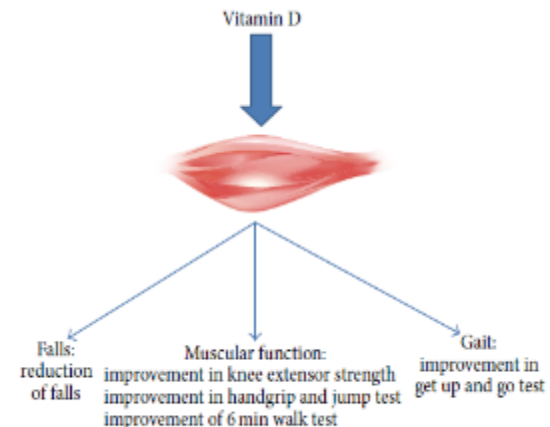 Vitamin D
Falls:
reduction
of falls
Muscular function:
improvement in knee extensor strength
improvement in handgrip and jump test
improvement of 6 min walk test
Gait:
improvement in
get up and go test